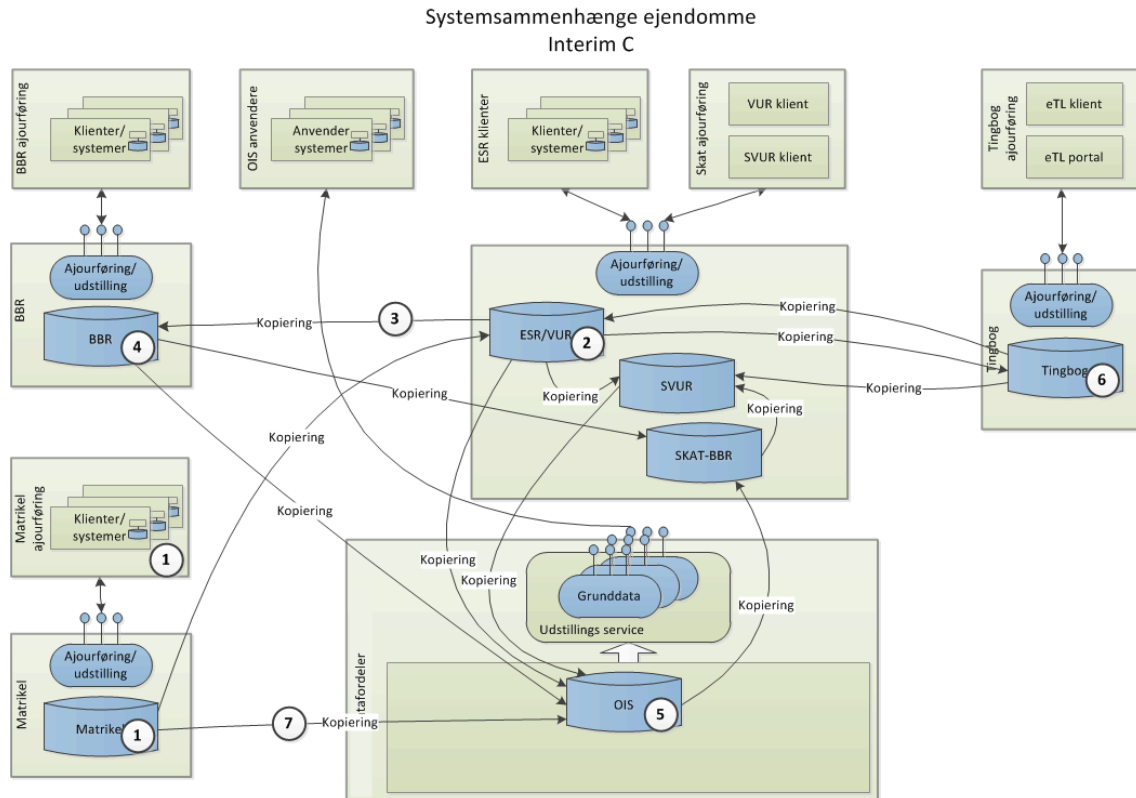 Systemsammenhænge ejendomme
Interim C
BBR ajourføring
Klienter/
systemer
OIS anvendere
Anvender
systemer
ESR klienter
Klienter/
systemer
Skat ajourføring
VUR klient
SVUR klient
Tingbog
ajourføring
eTL klient
eTL portal
BBR
Ajourføring/
udstilling
BBR
4
Kopiering
3
Ajourføring/
udstilling
ESR/VUR
2
Kopiering
Kopiering
Kopiering
SVUR
Kopiering
Kopiering
SKAT-BBR
Tingbog
Ajourføring/
udstilling
Tingbog
6
Kopiering
Kopiering
Kopiering
Matrikel
ajourføring
Klienter/
systemer
1
Kopiering
Kopiering
Kopiering
Grunddata
Udstillings service
Matrikel
Ajourføring/
udstilling
Matrikel
1
7
Kopiering
tafordeler
OIS
5